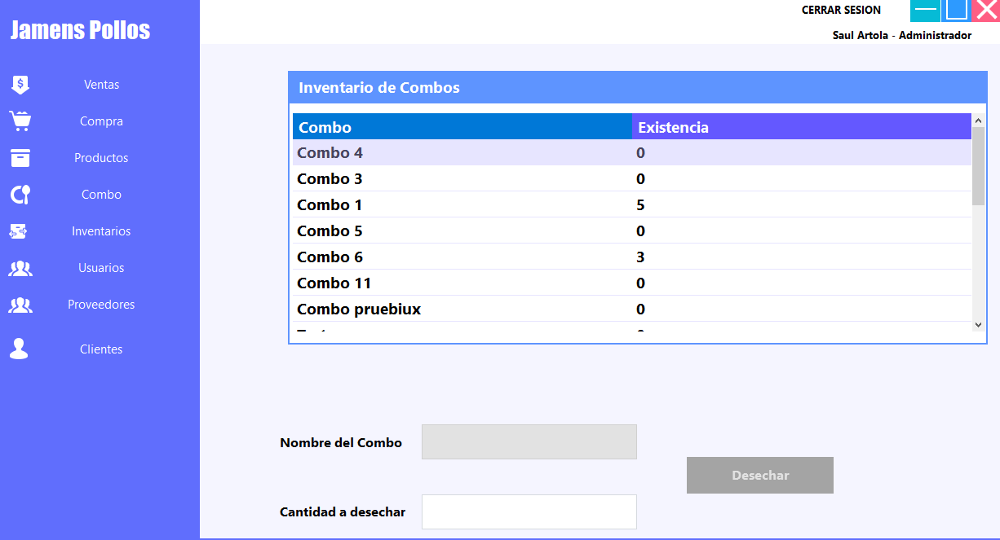 Jamens Pollos
CERRAR SESION
Saul Artola - Administrador
Ventas
Compra
Productos
Combo
Inventarios
Usuarios
Proveedores
Clientes
Inventario de Combos
Combo Existencia
Combo 4 0
Combo 3 0
Combo 1 5
Combo 5 0
Combo 6 3
Combo 11 0
Combo pruebiux 0
Nombre del Combo
Desechar
Cantidad a desechar